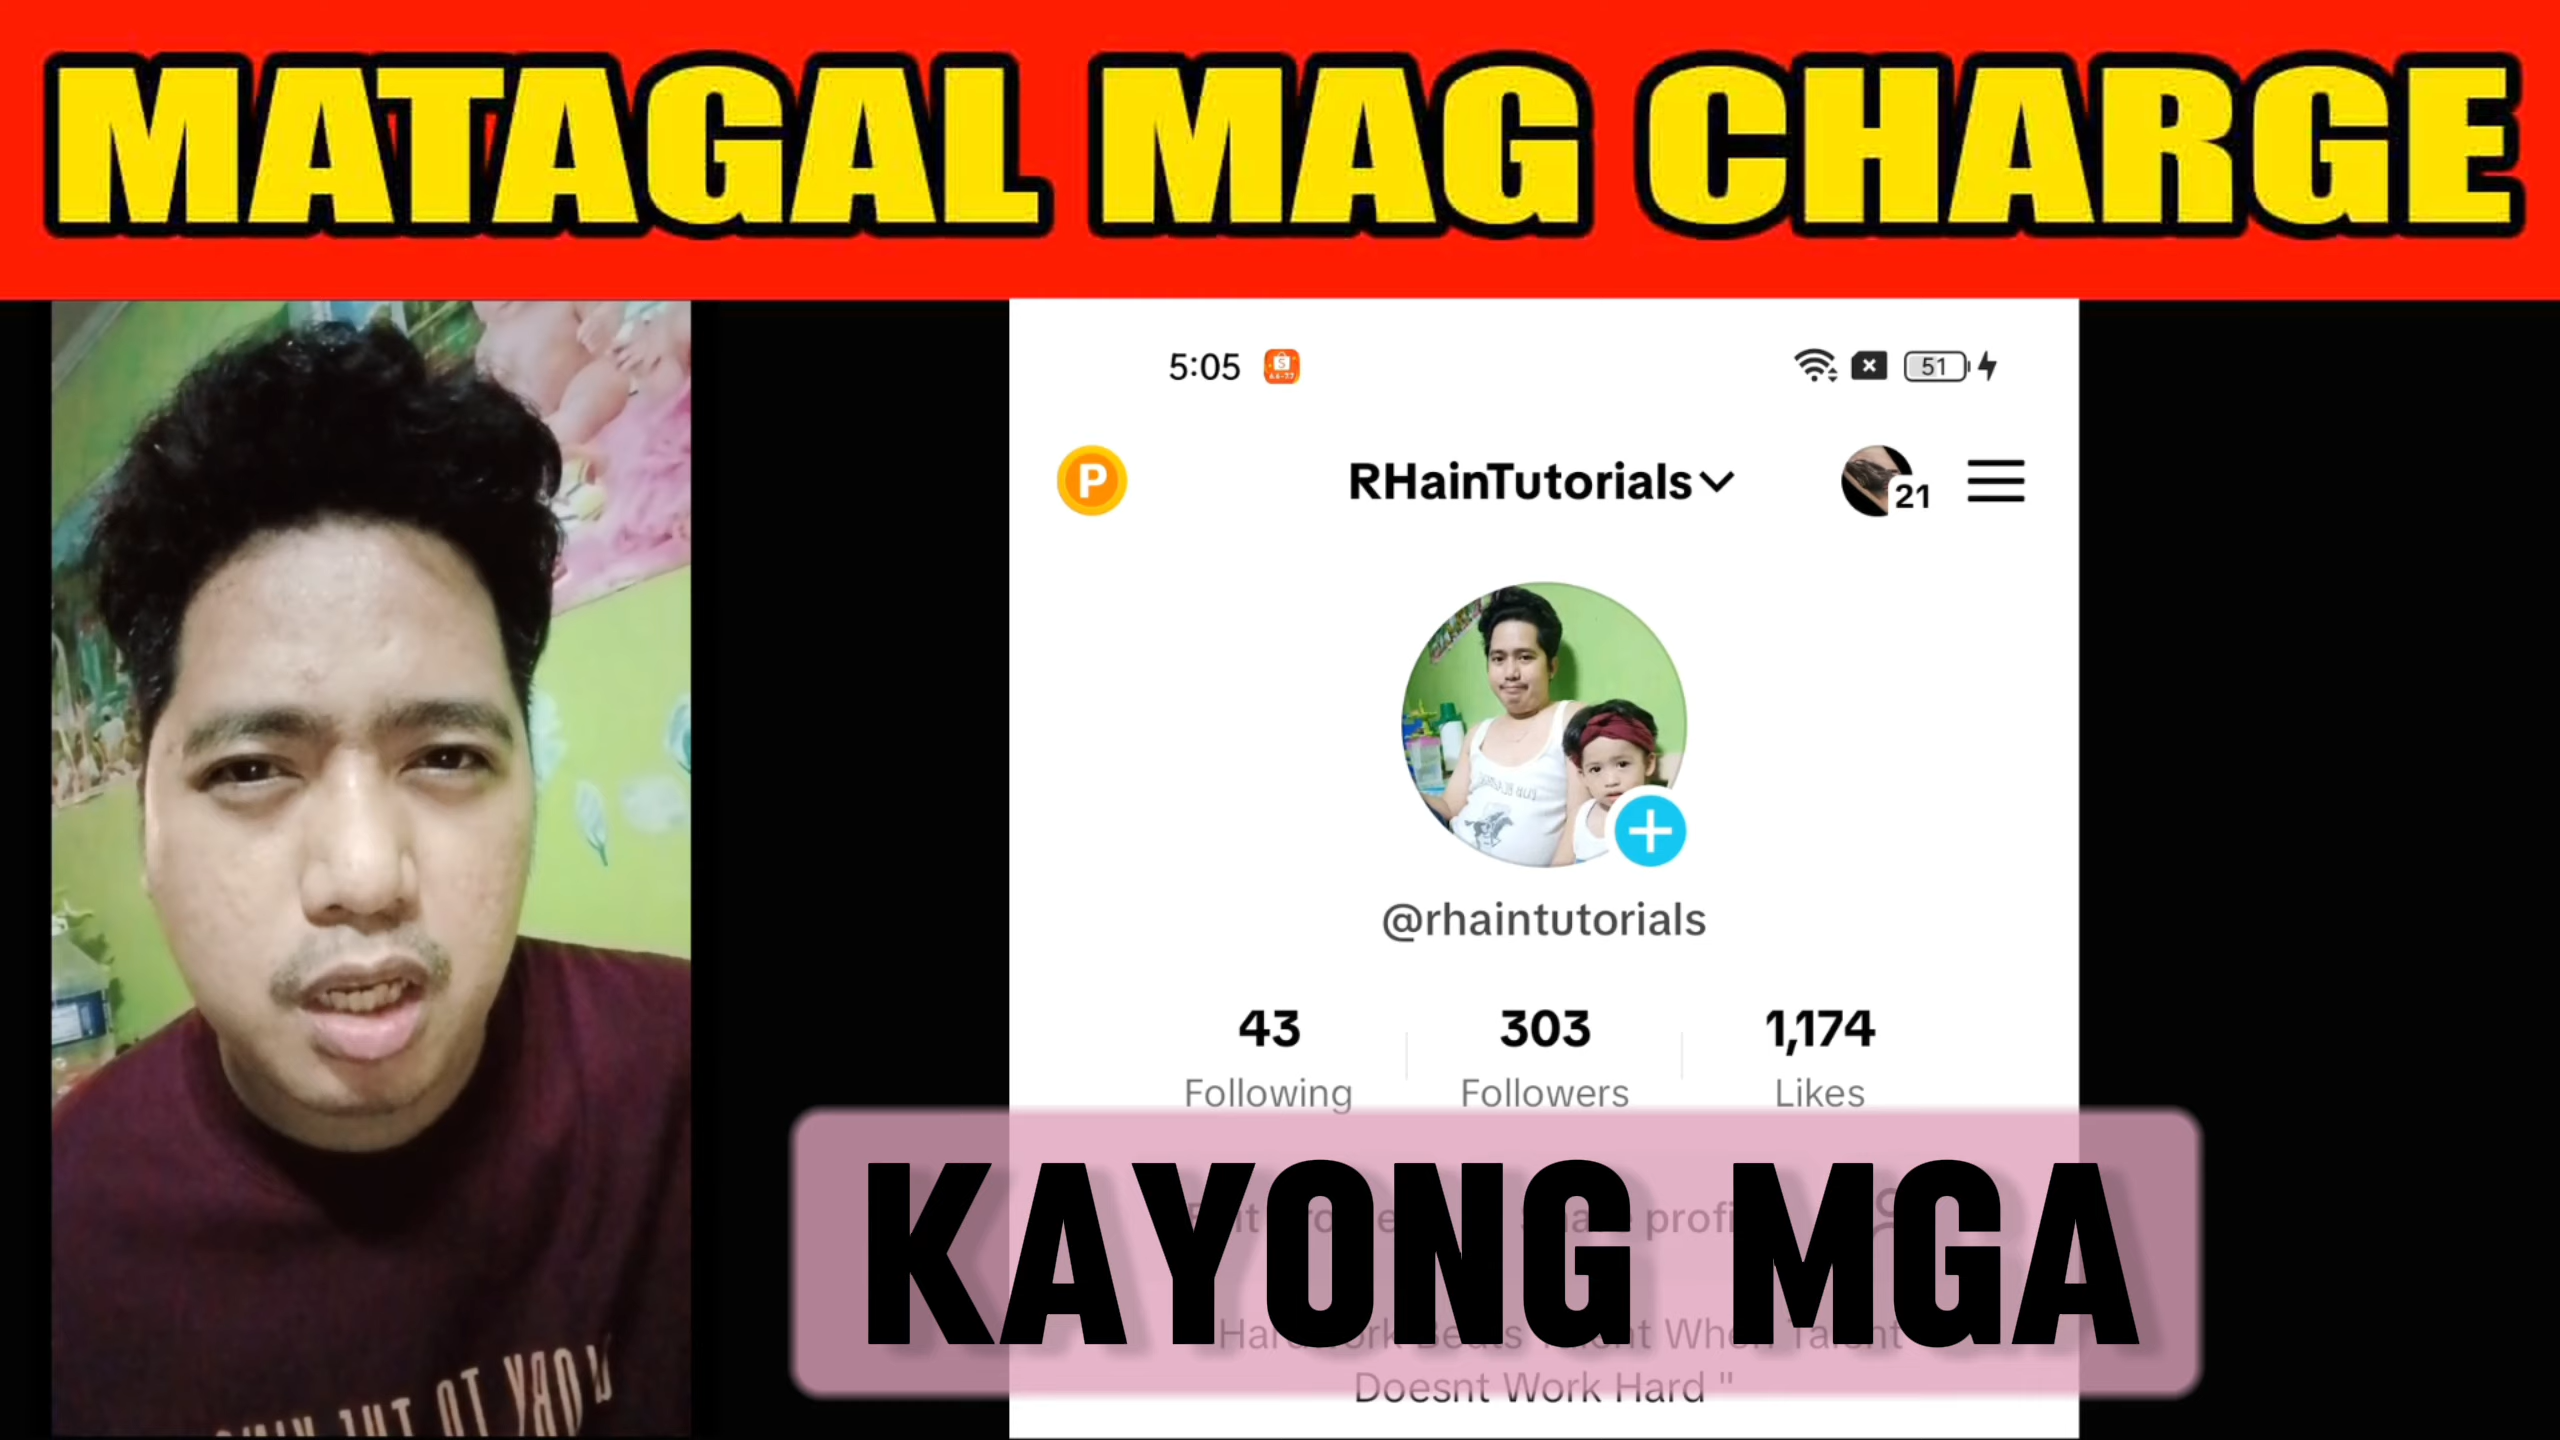 MATAGAL MAG CHARGE
5:05
51
P
RHainTutorials
21
@rhaintutorials
43
303
1,174
Following
Followers
Likes
KAYONG MGA
Doesnt Work Hard "